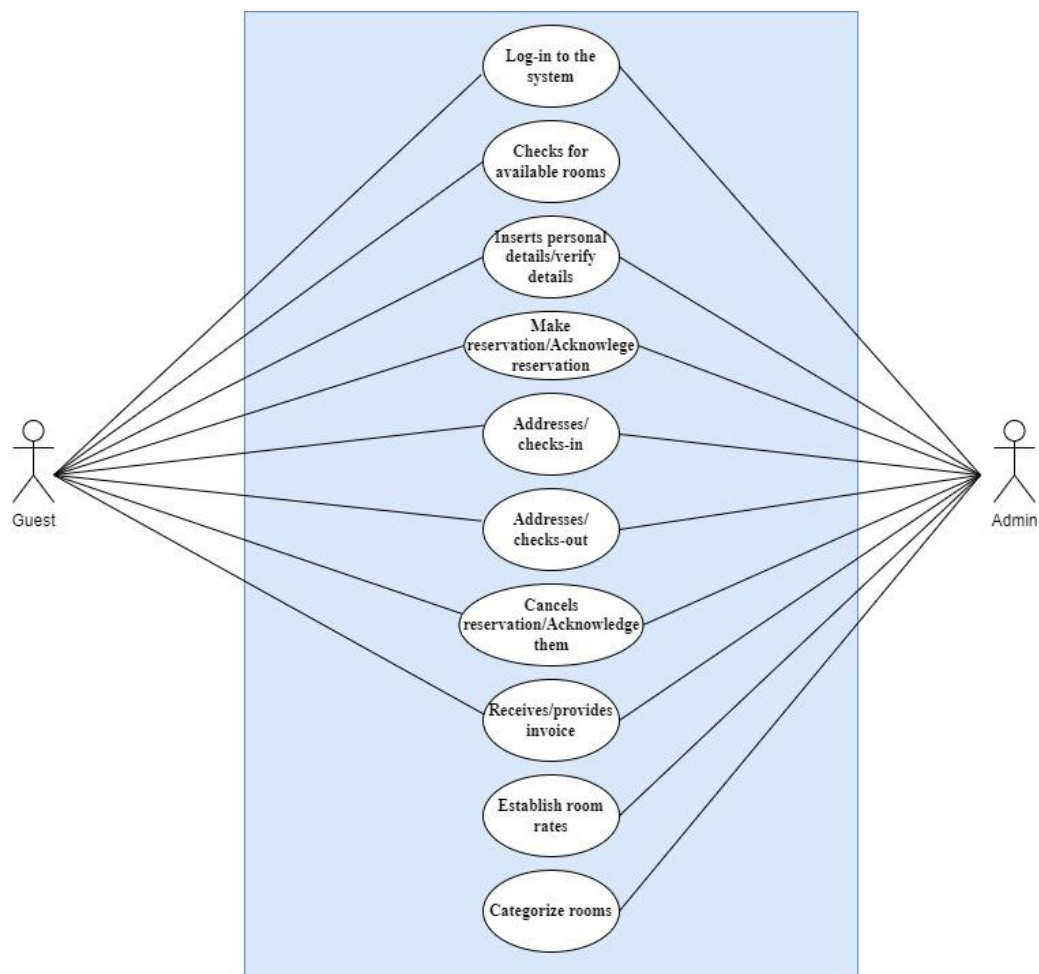 Log-in to the
system
Checks for
available rooms
Inserts personal
details/verify
details
Make
reservation/Acknowlege
reservation
Addresses/
checks-in
Guest
Admin
Addresses/
checks-out
Cancels
reservation/Acknowledge
them
Receives/provides
invoice
Establish room
rates
Categorize rooms